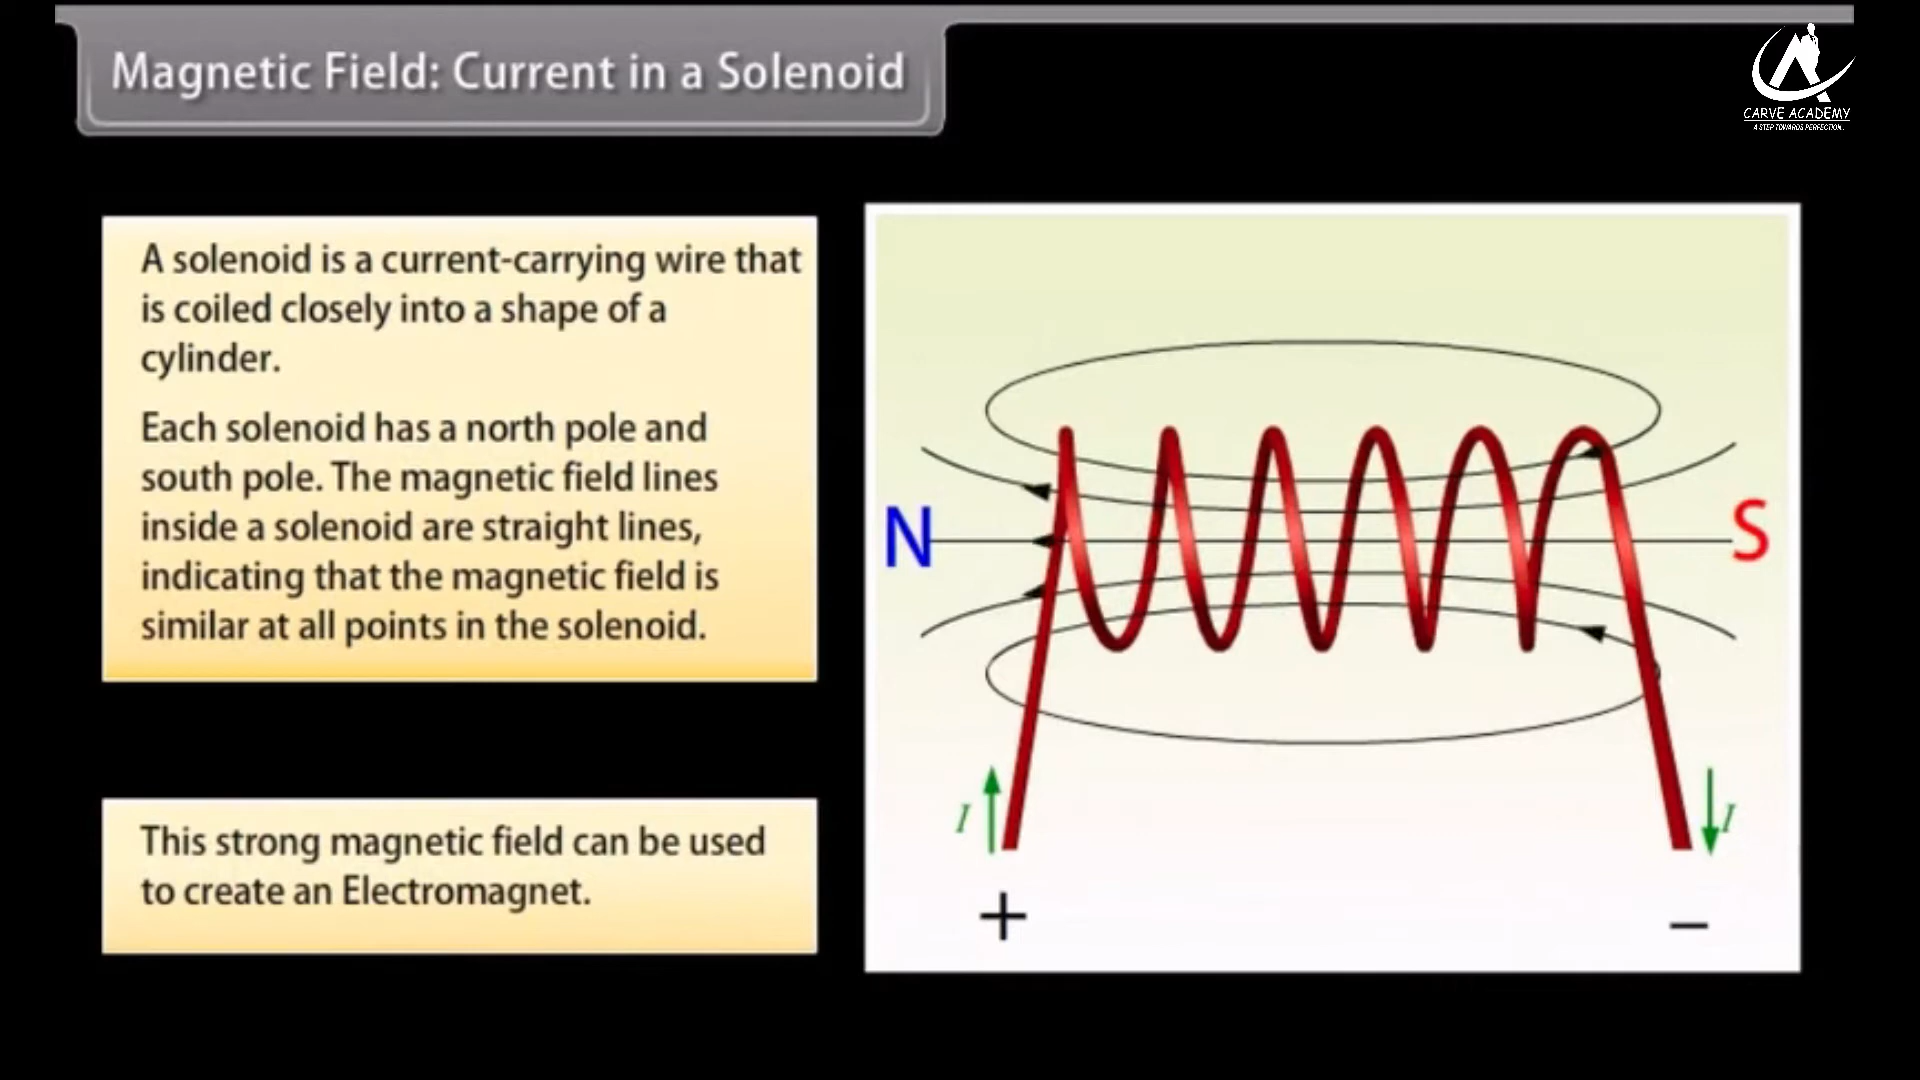 Magnetic Field: Current in a Solenoid
CARVE ACADEMY
A STEP TOWARDS PERFECTION..
A solenoid is a current-carrying wire that
is coiled closely into a shape of a
cylinder.
Each solenoid has a north pole and
south pole. The magnetic field lines
inside a solenoid are straight lines,
indicating that the magnetic field is
similar at all points in the solenoid.
This strong magnetic field can be used
to create an Electromagnet.
N
S
I
I
+
–